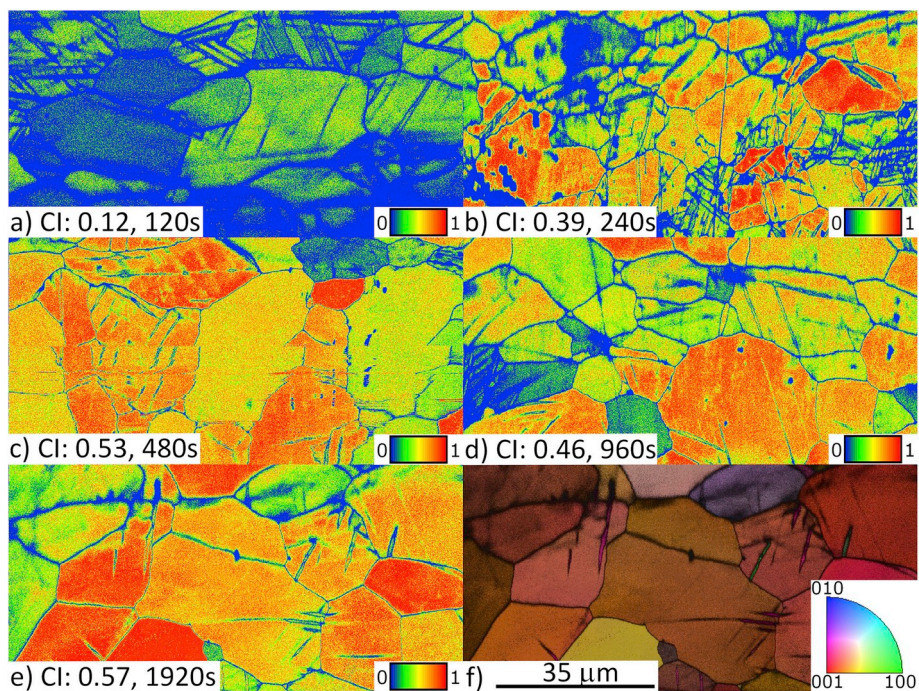 a) CI: 0.12, 120s
0 1
b) CI: 0.39, 240s
0 1
c) CI: 0.53, 480s
0 1
d) CI: 0.46, 960s
0 1
e) CI: 0.57, 1920s
0 1
f)
35 μm
010
001 100